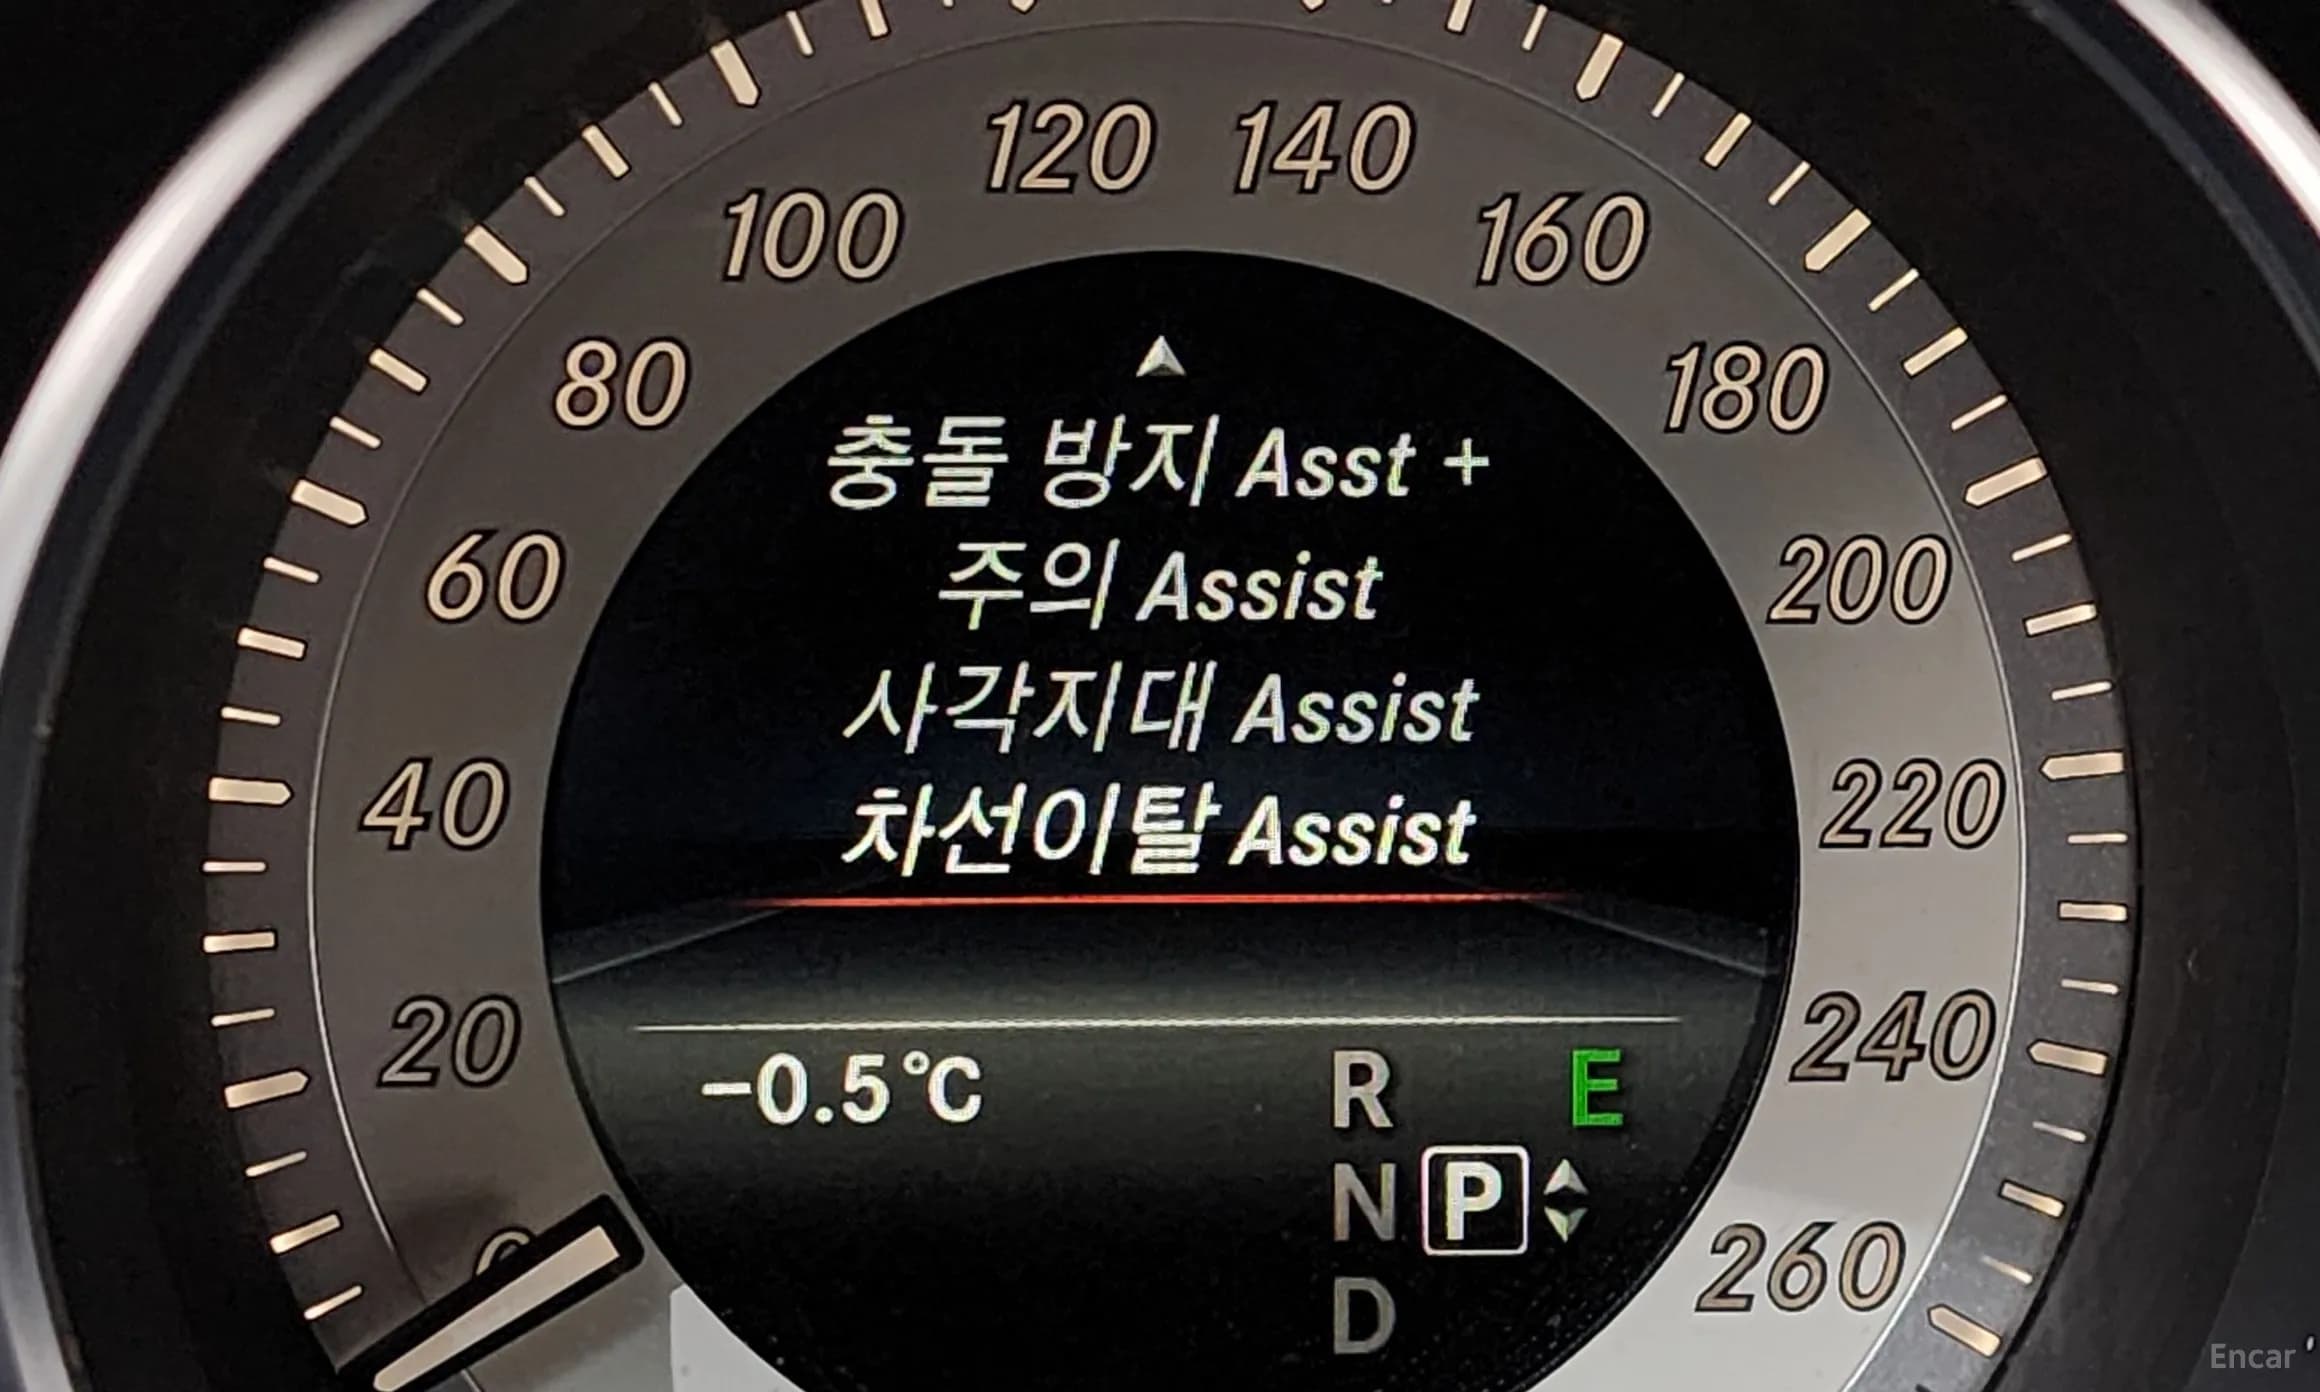 120 140
100 160
80 180
충돌 방지 Asst +
주의 Assist
60 200
사각지대 Assist
차선이탈 Assist
40 220
20 240
-0.5°C R E
N P
D
0 260
Encar